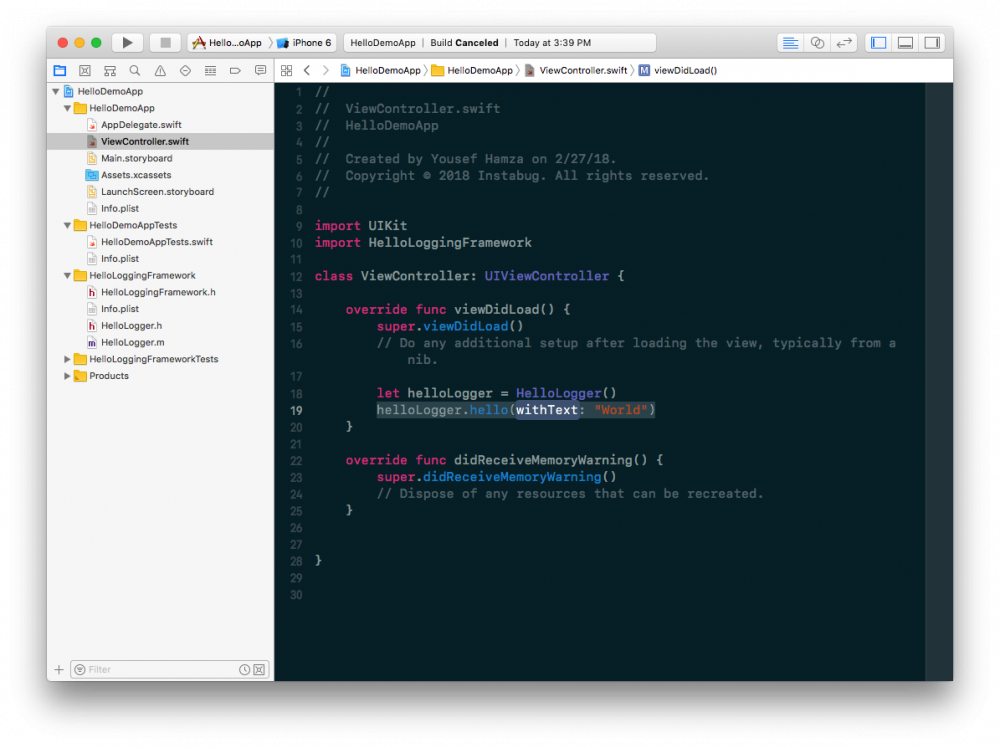 Hello...oApp iPhone 6 HelloDemoApp Build Canceled Today at 3:39 PM
HelloDemoApp HelloDemoApp ViewController.swift M viewDidLoad()
HelloDemoApp
HelloDemoApp
AppDelegate.swift
ViewController.swift
Main.storyboard
Assets.xcassets
LaunchScreen.storyboard
Info.plist
HelloDemoAppTests
HelloDemoAppTests.swift
Info.plist
HelloLoggingFramework
h HelloLoggingFramework.h
Info.plist
h HelloLogger.h
m HelloLogger.m
HelloLoggingFrameworkTests
Products
Filter
1 //
2 // ViewController.swift
3 // HelloDemoApp
4 //
5 // Created by Yousef Hamza on 2/27/18.
6 // Copyright © 2018 Instabug. All rights reserved.
7 //
8
9 import UIKit
10 import HelloLoggingFramework
11
12 class ViewController: UIViewController {
13
14 override func viewDidLoad() {
15 super.viewDidLoad()
16 // Do any additional setup after loading the view, typically from a
nib.
17
18 let helloLogger = HelloLogger()
19 helloLogger.hello(withText: "World")
20 }
21
22 override func didReceiveMemoryWarning() {
23 super.didReceiveMemoryWarning()
24 // Dispose of any resources that can be recreated.
25 }
26
27
28 }
29
30